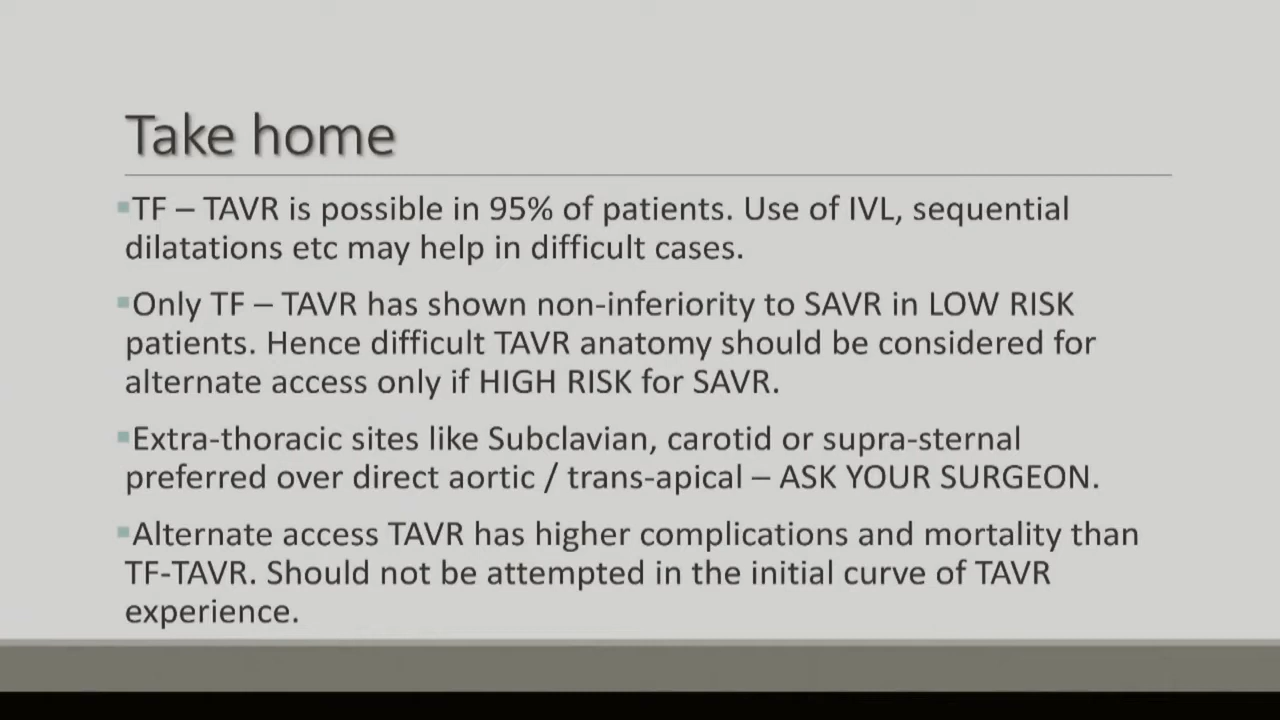 Take home
▪TF – TAVR is possible in 95% of patients. Use of IVL, sequential
dilatations etc may help in difficult cases.
▪Only TF – TAVR has shown non-inferiority to SAVR in LOW RISK
patients. Hence difficult TAVR anatomy should be considered for
alternate access only if HIGH RISK for SAVR.
▪Extra-thoracic sites like Subclavian, carotid or supra-sternal
preferred over direct aortic / trans-apical – ASK YOUR SURGEON.
▪Alternate access TAVR has higher complications and mortality than
TF-TAVR. Should not be attempted in the initial curve of TAVR
experience.